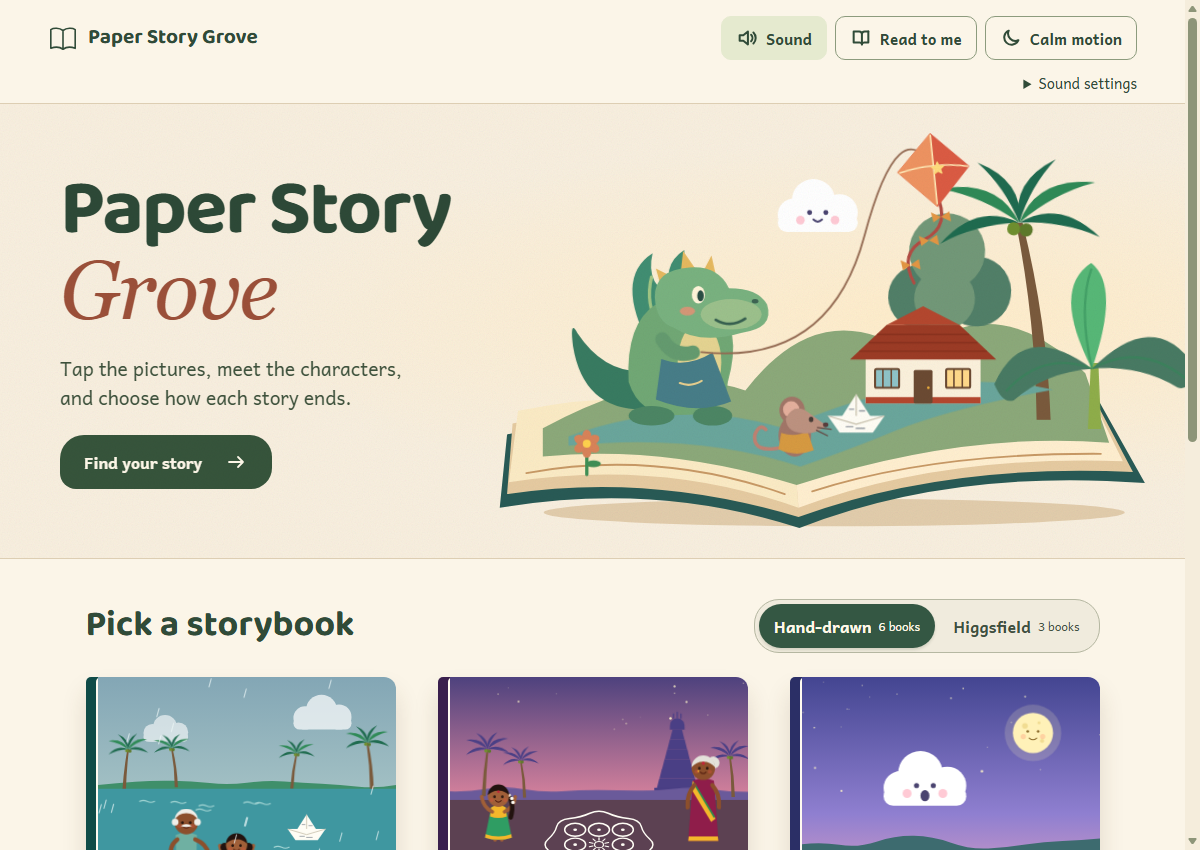 Paper Story Grove
Sound
Read to me
Calm motion
Sound settings
Paper Story
Grove
Tap the pictures, meet the characters,
and choose how each story ends.
Find your story
Pick a storybook
Hand-drawn 6 books
Higgsfield 3 books